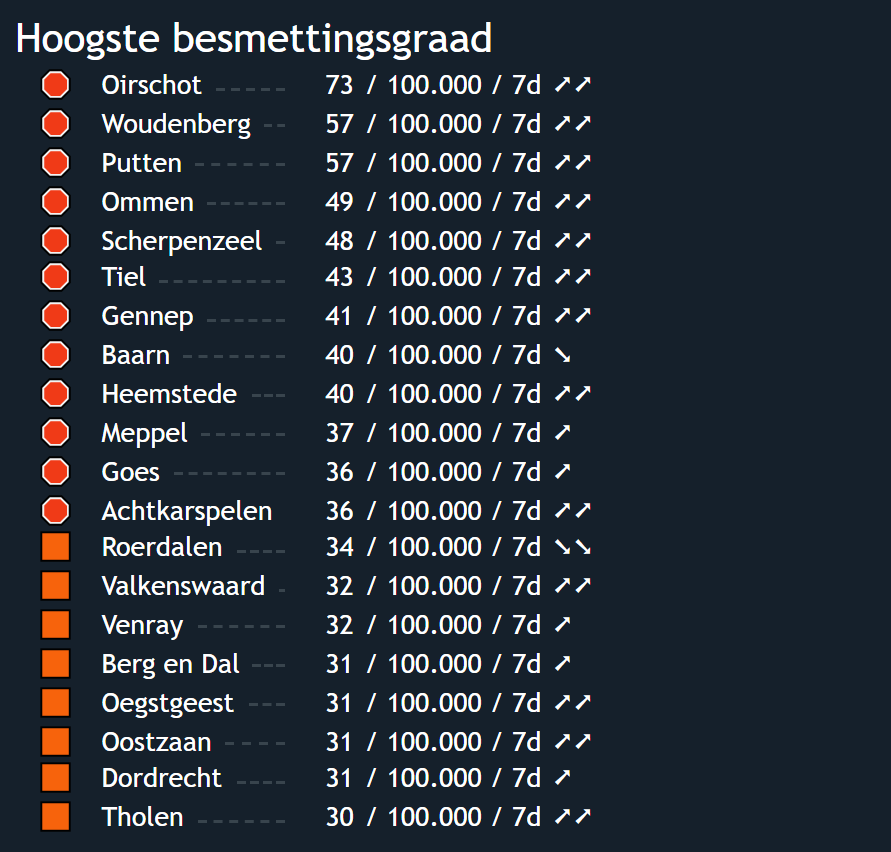 Hoogste besmettingsgraad
Oirschot ----- 73 / 100.000 / 7d ➚➚
Woudenberg -- 57 / 100.000 / 7d ➚➚
Putten ------ 57 / 100.000 / 7d ➚➚
Ommen ----- 49 / 100.000 / 7d ➚➚
Scherpenzeel - 48 / 100.000 / 7d ➚➚
Tiel --------- 43 / 100.000 / 7d ➚➚
Gennep ----- 41 / 100.000 / 7d ➚➚
Baarn ------- 40 / 100.000 / 7d ➘
Heemstede --- 40 / 100.000 / 7d ➚➚
Meppel ------ 37 / 100.000 / 7d ➚
Goes -------- 36 / 100.000 / 7d ➚
Achtkarspelen 36 / 100.000 / 7d ➚➚
Roerdalen ---- 34 / 100.000 / 7d ➘➘
Valkenswaard - 32 / 100.000 / 7d ➚➚
Venray ------ 32 / 100.000 / 7d ➚
Berg en Dal --- 31 / 100.000 / 7d ➚
Oegstgeest --- 31 / 100.000 / 7d ➚➚
Oostzaan ---- 31 / 100.000 / 7d ➚➚
Dordrecht ---- 31 / 100.000 / 7d ➚
Tholen ------ 30 / 100.000 / 7d ➚➚